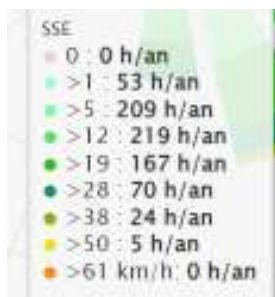 SSE
0 : 0 h/an
>1 : 53 h/an
>5 : 209 h/an
>12 : 219 h/an
>19 : 167 h/an
>28 : 70 h/an
>38 : 24 h/an
>50 : 5 h/an
>61 km/h: 0 h/an